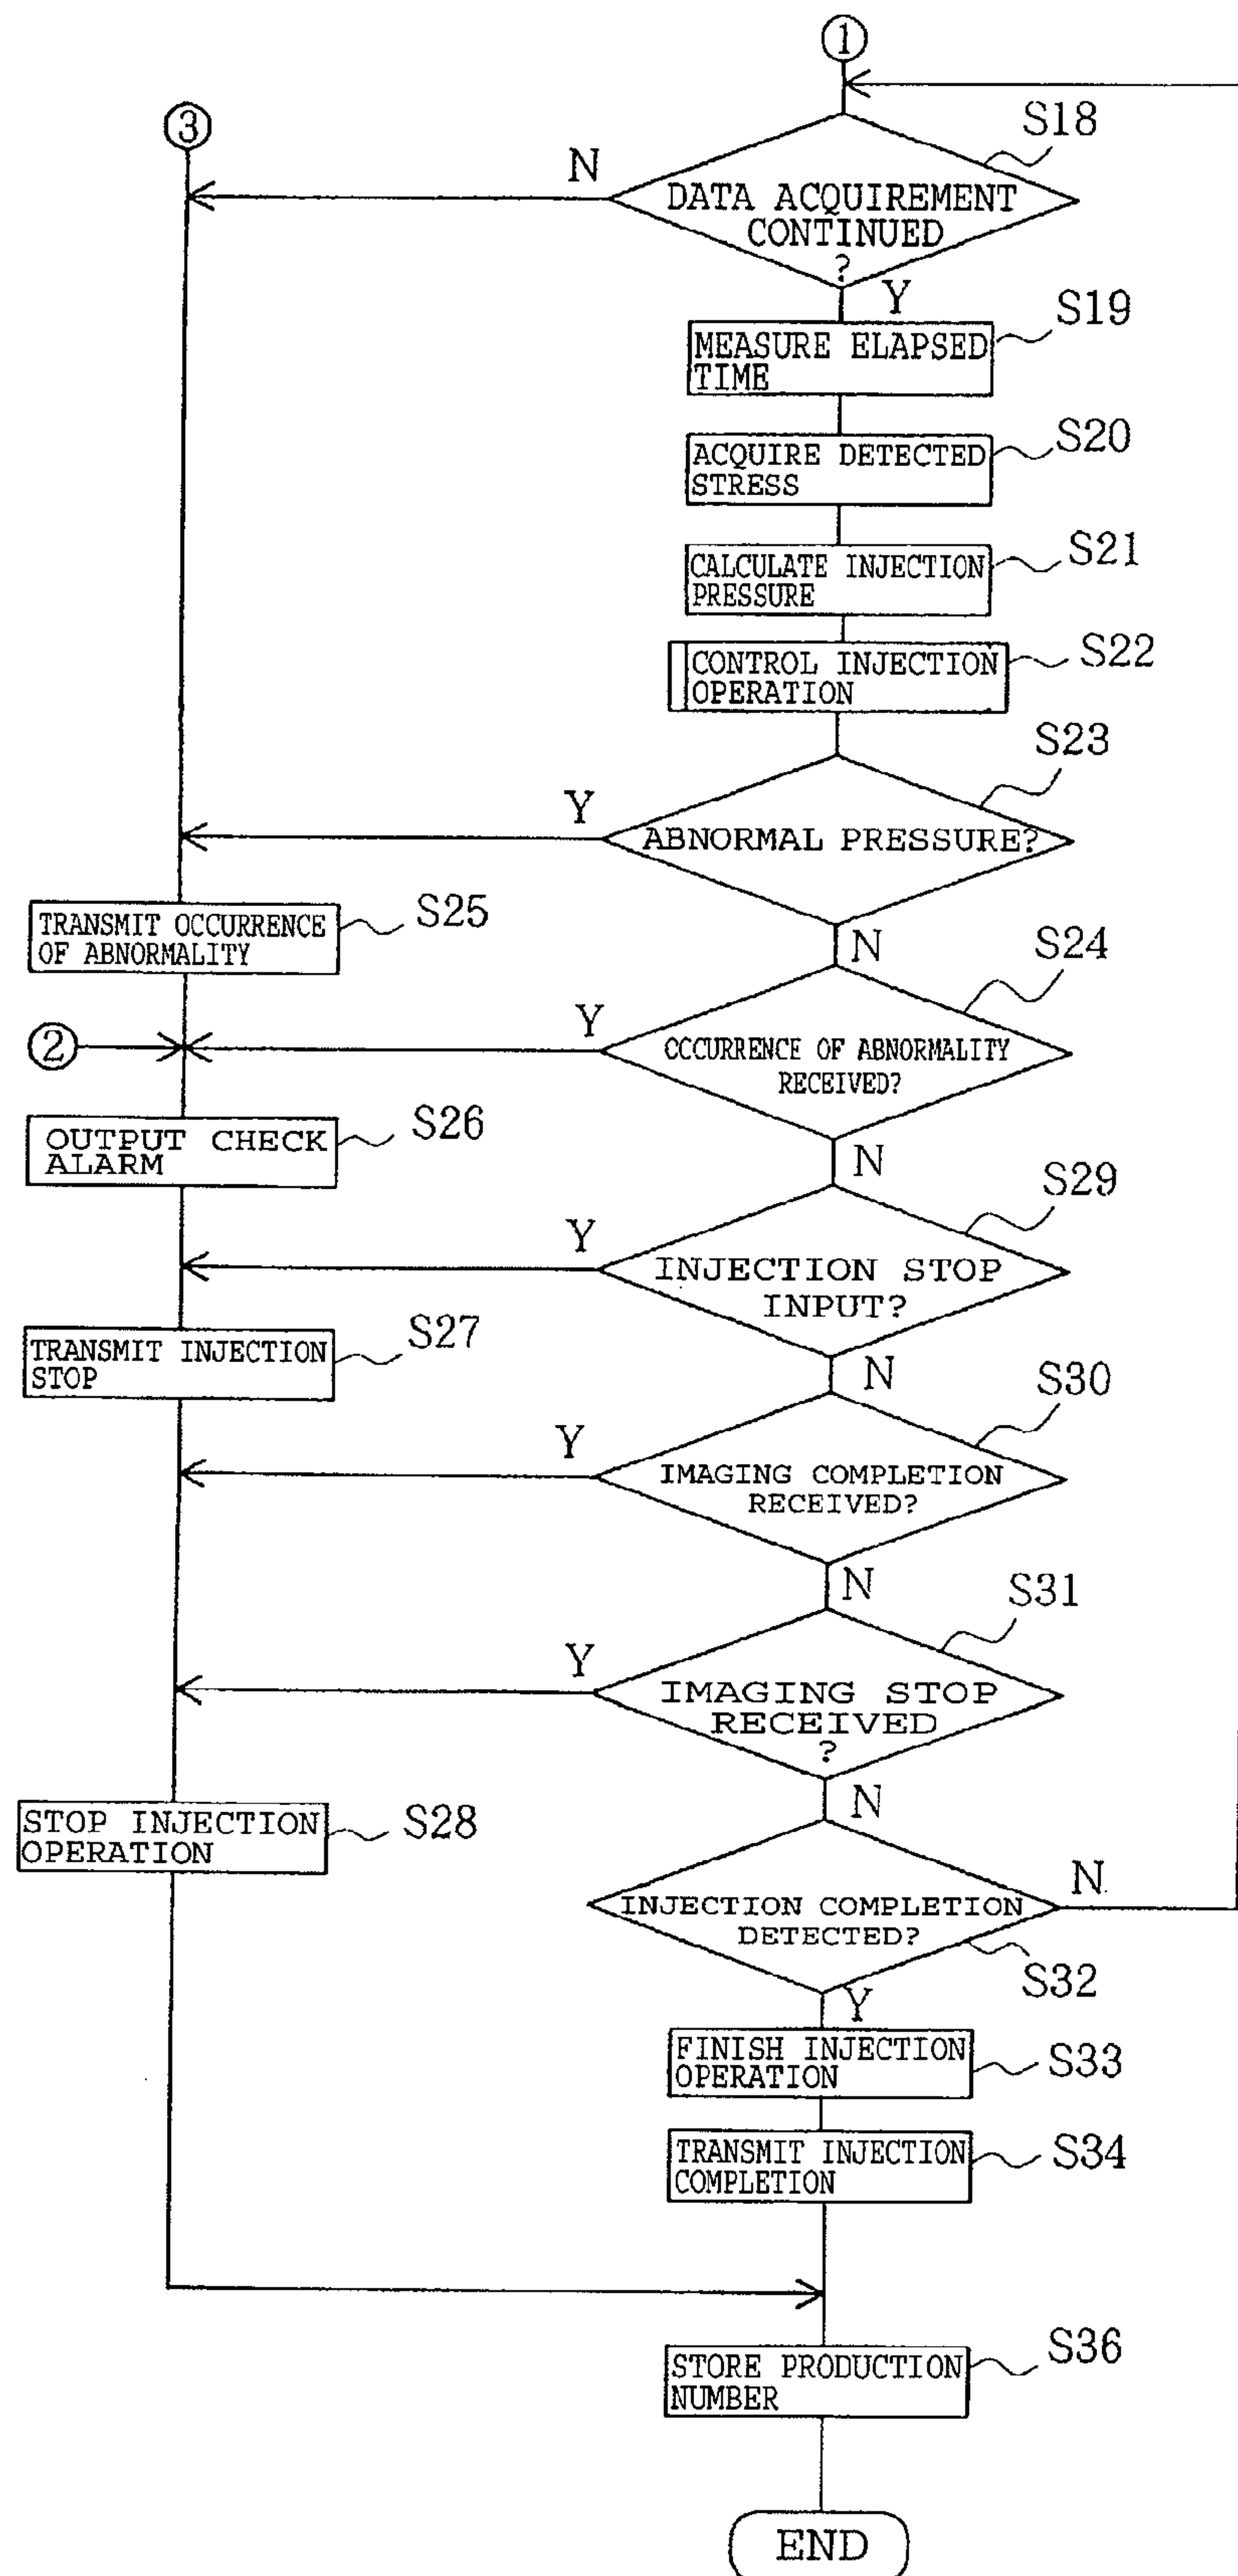 ①
③
S18
N
DATA ACQUIREMENT
CONTINUED
?
Y
S19
MEASURE ELAPSED
TIME
S20
ACQUIRE DETECTED
STRESS
S21
CALCULATE INJECTION
PRESSURE
S22
CONTROL INJECTION
OPERATION
S23
Y
ABNORMAL PRESSURE?
N
S25
TRANSMIT OCCURRENCE
OF ABNORMALITY
S24
②
Y
OCCURRENCE OF ABNORMALITY
RECEIVED?
N
S26
OUTPUT CHECK
ALARM
S29
Y
INJECTION STOP
INPUT?
N
S27
TRANSMIT INJECTION
STOP
S30
Y
IMAGING COMPLETION
RECEIVED?
N
S31
Y
IMAGING STOP
RECEIVED
?
N
S28
STOP INJECTION
OPERATION
N
INJECTION COMPLETION
DETECTED?
S32
Y
FINISH INJECTION
OPERATION
S33
TRANSMIT INJECTION
COMPLETION
S34
S36
STORE PRODUCTION
NUMBER
END